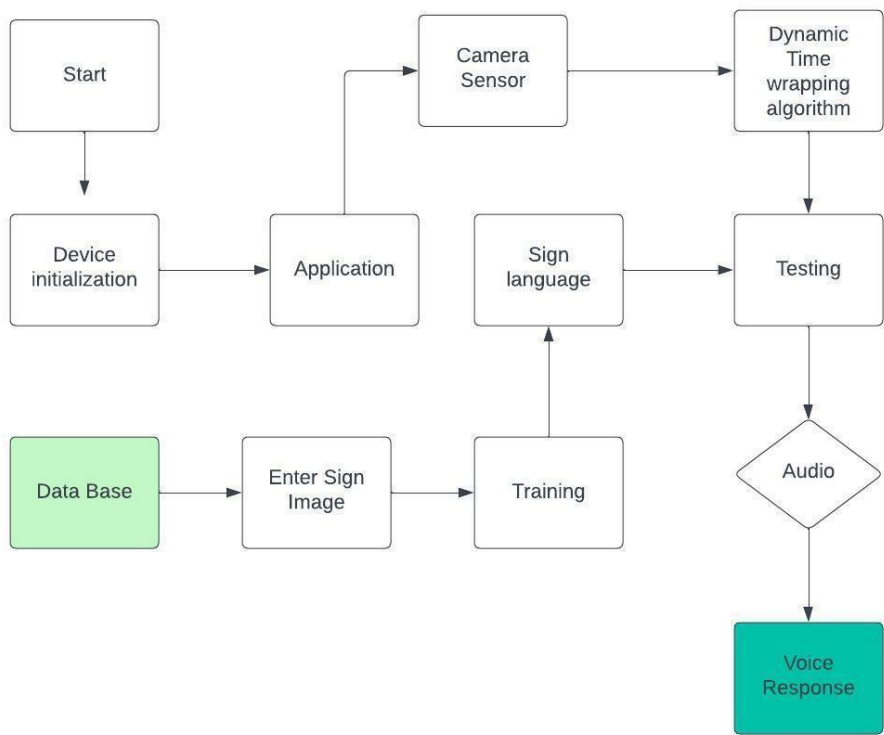 Start
Camera
Sensor
Dynamic
Time
wrapping
algorithm
Device
initialization
Application
Sign
language
Testing
Data Base
Enter Sign
Image
Training
Audio
Voice
Response